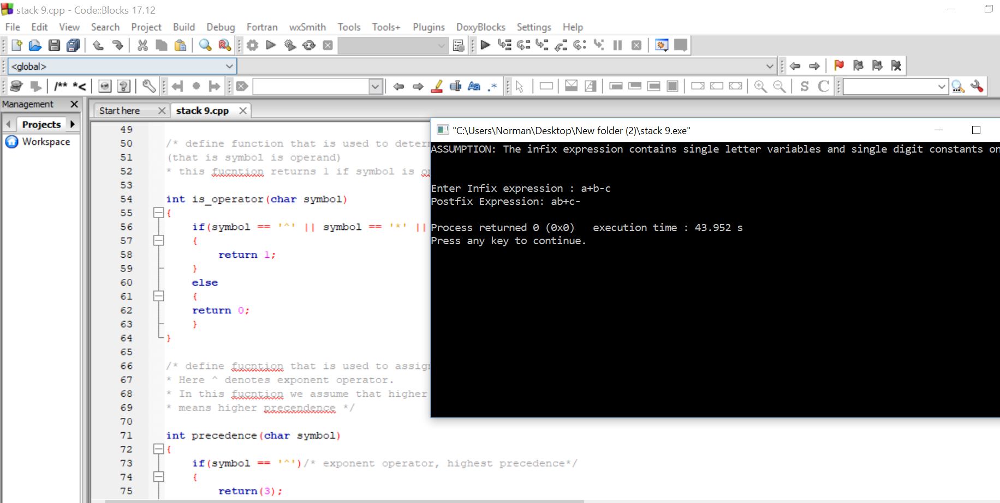 stack 9.cpp - Code::Blocks 17.12
File Edit View Search Project Build Debug Fortran wxSmith Tools Tools+ Plugins DoxyBlocks Settings Help
<global>
/** *<
S C
Management
Projects
Workspace
Start here
stack 9.cpp
49
50 /* define function that is used to
51 (that is symbol is operand)
52 * this fucntion returns 1 if symbol is
53
54 int is_operator(char symbol)
55 {
56 if(symbol == '^' || symbol == '*' ||
57 {
58 return 1;
59 }
60 else
61 {
62 return 0;
63 }
64 }
65
66 /* define fucntion that is used to
67 * Here ^ denotes exponent operator.
68 * In this fucntion we assume that higher
69 * means higher precendence */
70
71 int precedence(char symbol)
72 {
73 if(symbol == '^')/* exponent operator, highest precedence*/
74 {
75 return(3);
"C:\Users\Norman\Desktop\New folder (2)\stack 9.exe"
ASSUMPTION: The infix expression contains single letter variables and single digit constants on
Enter Infix expression : a+b-c
Postfix Expression: ab+c-
Process returned 0 (0x0) execution time : 43.952 s
Press any key to continue.